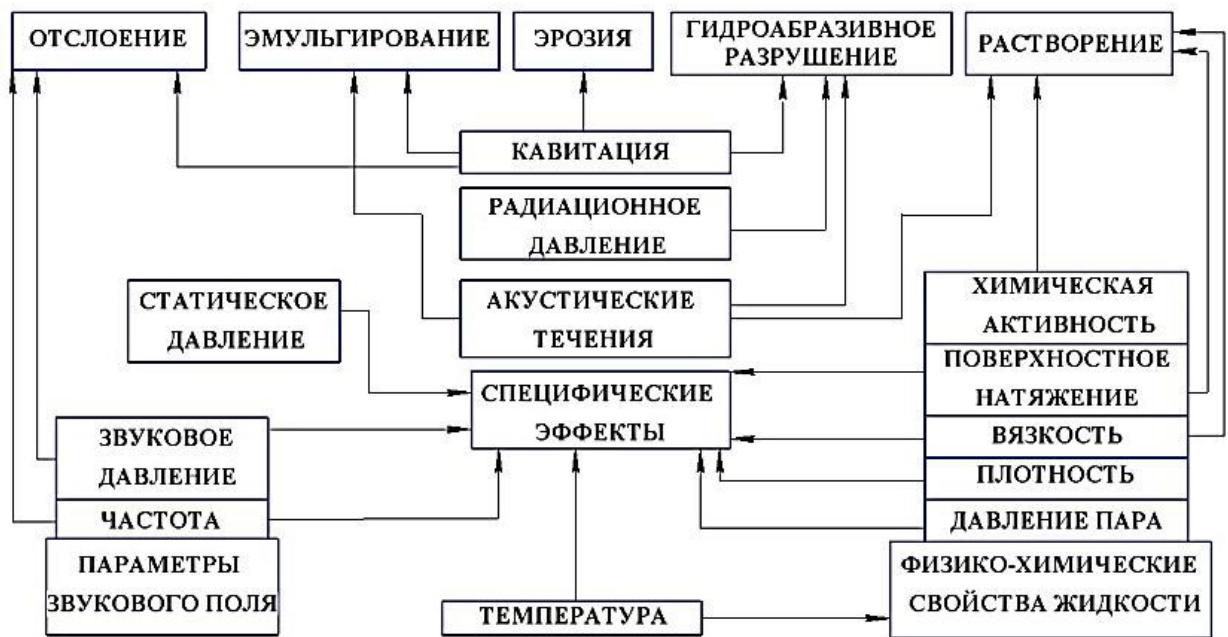 ОТСЛОЕНИЕ
ЭМУЛЬГИРОВАНИЕ
ЭРОЗИЯ
ГИДРОАБРАЗИВНОЕ
РАЗРУШЕНИЕ
РАСТВОРЕНИЕ
КАВИТАЦИЯ
РАДИАЦИОННОЕ
ДАВЛЕНИЕ
СТАТИЧЕСКОЕ
ДАВЛЕНИЕ
АКУСТИЧЕСКИЕ
ТЕЧЕНИЯ
ХИМИЧЕСКАЯ
АКТИВНОСТЬ
СПЕЦИФИЧЕСКИЕ
ЭФФЕКТЫ
ПОВЕРХНОСТНОЕ
НАТЯЖЕНИЕ
ЗВУКОВОЕ
ДАВЛЕНИЕ
ВЯЗКОСТЬ
ПЛОТНОСТЬ
ЧАСТОТА
ДАВЛЕНИЕ ПАРА
ПАРАМЕТРЫ
ЗВУКОВОГО ПОЛЯ
ТЕМПЕРАТУРА
ФИЗИКО-ХИМИЧЕСКИЕ
СВОЙСТВА ЖИДКОСТИ